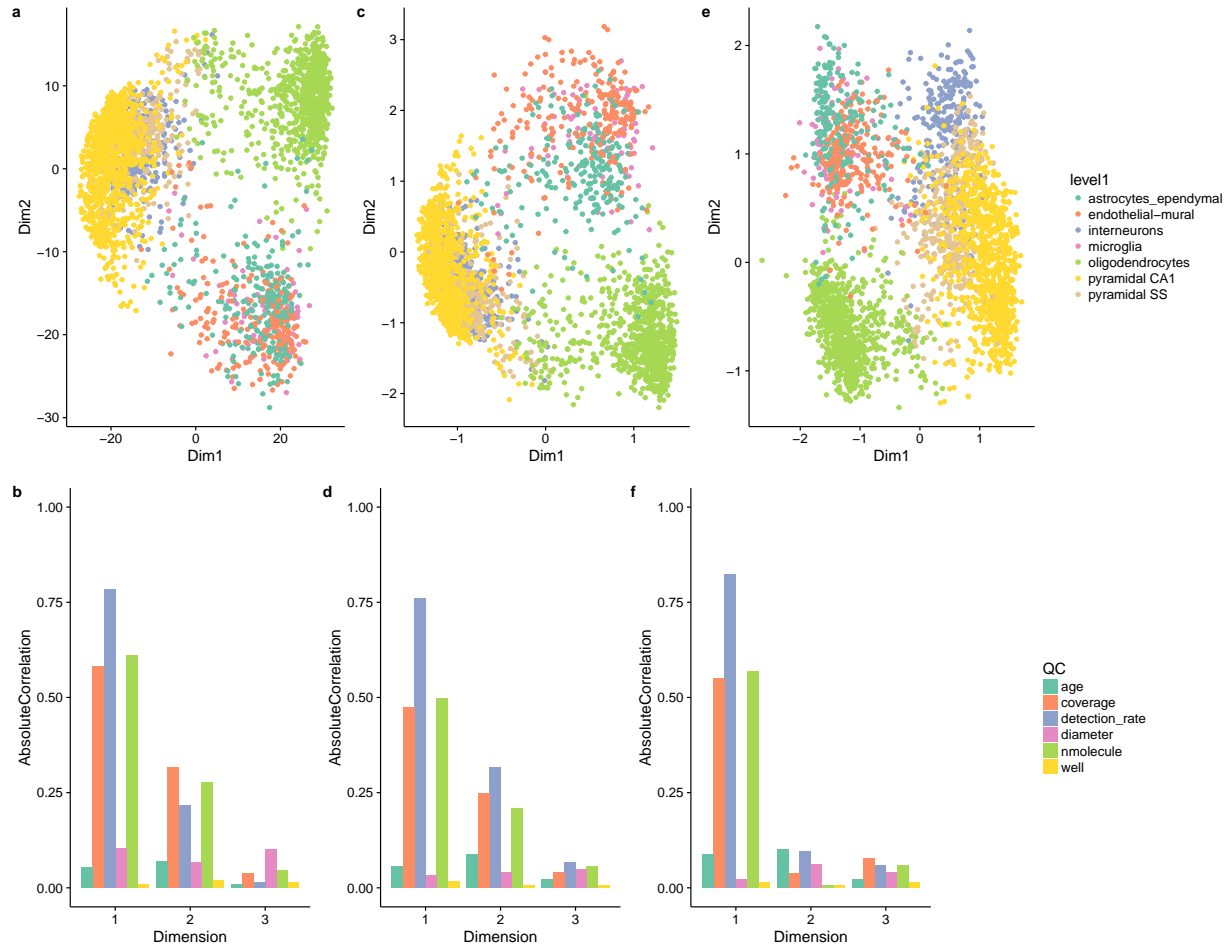 a
10
0
−10
−20
−30
Dim2
−20
0
20
Dim1
c
3
2
1
0
−1
−2
Dim2
−1
0
1
Dim1
e
2
1
0
−1
Dim2
−2
−1
0
1
Dim1
level1
astrocytes_ependymal
endothelial−mural
interneurons
microglia
oligodendrocytes
pyramidal CA1
pyramidal SS
b
1.00
0.75
0.50
0.25
0.00
AbsoluteCorrelation
1
2
3
Dimension
d
1.00
0.75
0.50
0.25
0.00
AbsoluteCorrelation
1
2
3
Dimension
f
1.00
0.75
0.50
0.25
0.00
AbsoluteCorrelation
1
2
3
Dimension
QC
age
coverage
detection_rate
diameter
nmolecule
well